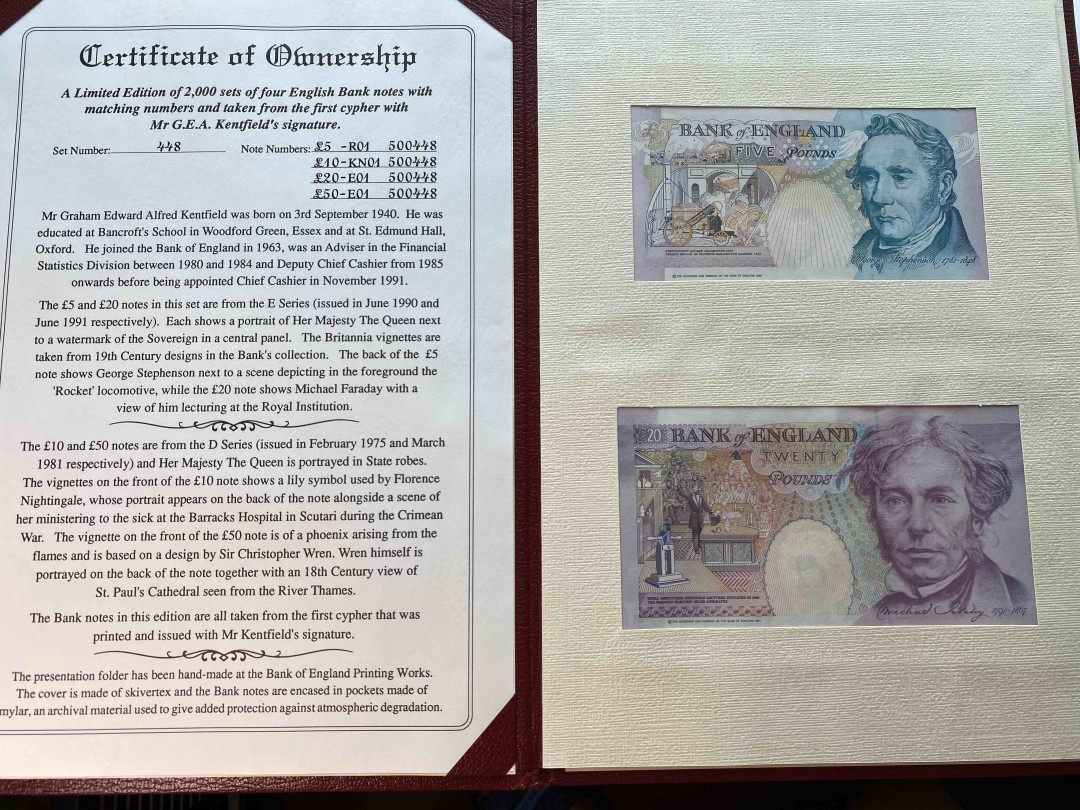 Certificate of Ownership
A Limited Edition of 2,000 sets of four English Bank notes with
matching numbers and taken from the first cypher with
Mr G.E.A. Kentfield's signature.
Set Number: 448 Note Numbers: £5 -R01 500448
£10-KN01 500448
£20-E01 500448
£50-E01 500448
Mr Graham Edward Alfred Kentfield was born on 3rd September 1940. He was
educated at Bancroft's School in Woodford Green, Essex and at St. Edmund Hall,
Oxford. He joined the Bank of England in 1963, was an Adviser in the Financial
Statistics Division between 1980 and 1984 and Deputy Chief Cashier from 1985
onwards before being appointed Chief Cashier in November 1991.
The £5 and £20 notes in this set are from the E Series (issued in June 1990 and
June 1991 respectively). Each shows a portrait of Her Majesty The Queen next
to a watermark of the Sovereign in a central panel. The Britannia vignettes are
taken from 19th Century designs in the Bank's collection. The back of the £5
note shows George Stephenson next to a scene depicting in the foreground the
'Rocket' locomotive, while the £20 note shows Michael Faraday with a
view of him lecturing at the Royal Institution.
The £10 and £50 notes are from the D Series (issued in February 1975 and March
1981 respectively) and Her Majesty The Queen is portrayed in State robes.
The vignettes on the front of the £10 note shows a lily symbol used by Florence
Nightingale, whose portrait appears on the back of the note alongside a scene of
her ministering to the sick at the Barracks Hospital in Scutari during the Crimean
War. The vignette on the front of the £50 note is of a phoenix arising from the
flames and is based on a design by Sir Christopher Wren. Wren himself is
portrayed on the back of the note together with an 18th Century view of
St. Paul's Cathedral seen from the River Thames.
The Bank notes in this edition are all taken from the first cypher that was
printed and issued with Mr Kentfield's signature.
The presentation folder has been hand-made at the Bank of England Printing Works.
The cover is made of skivertex and the Bank notes are encased in pockets made of
mylar, an archival material used to give added protection against atmospheric degradation.
BANK of ENGLAND
FIVE POUNDS
George Stephenson 1781-1848
£20 BANK of ENGLAND
TWENTY
POUNDS
Michael Faraday 1791-1867